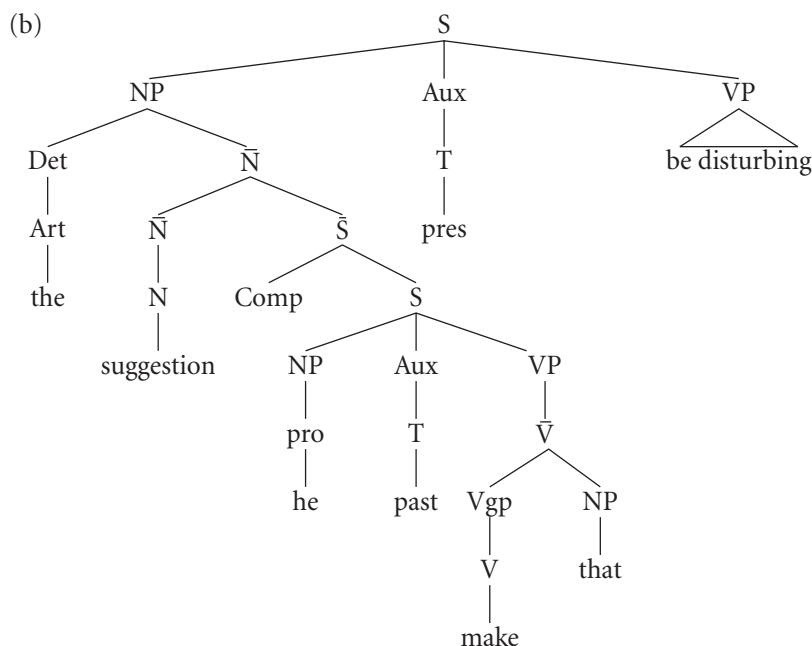 (b) S
NP Aux VP
Det N̄ T be disturbing
Art N̄ S̄ pres
the N Comp S
suggestion NP Aux VP
pro T V̄
he past Vgp NP
V that
make